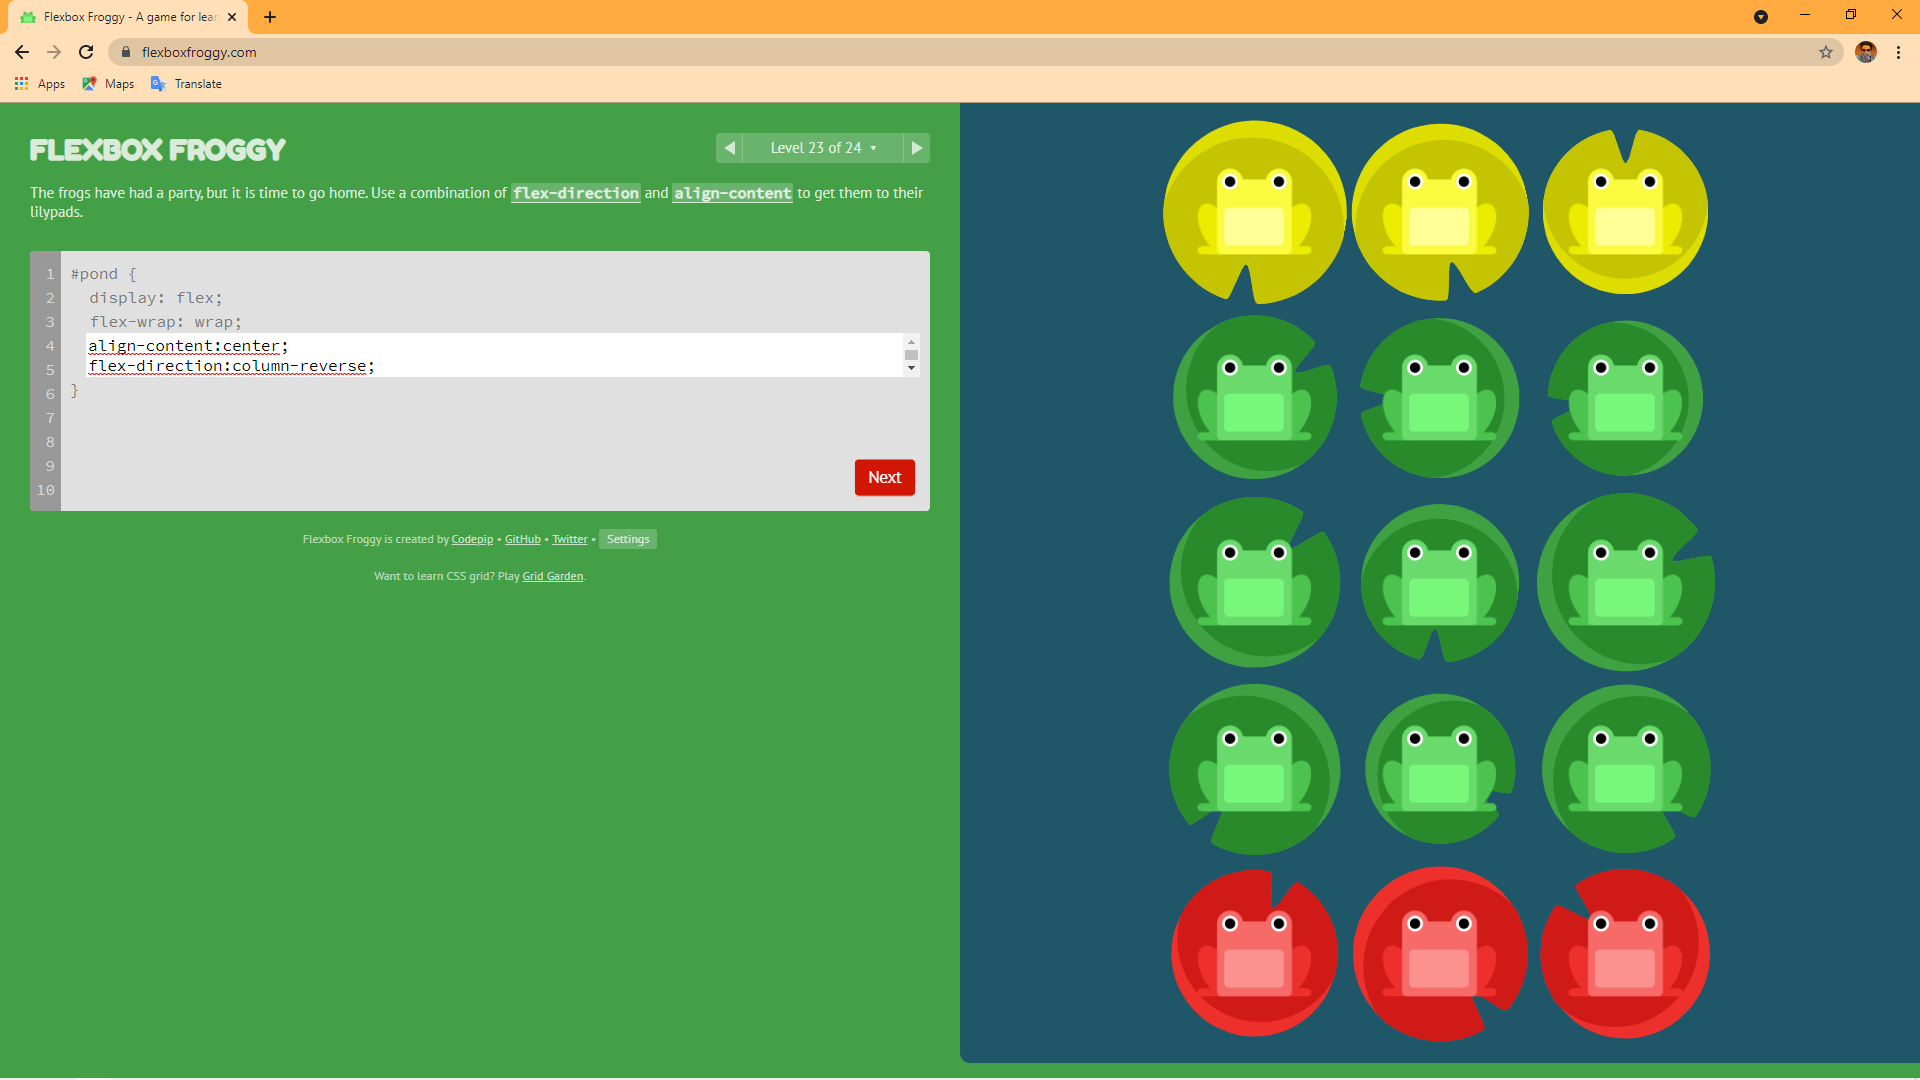 Flexbox Froggy - A game for lear
flexboxfroggy.com
Apps Maps Translate
FLEXBOX FROGGY
Level 23 of 24
The frogs have had a party, but it is time to go home. Use a combination of flex-direction and align-content to get them to their
lilypads.
1 #pond {
2 display: flex;
3 flex-wrap: wrap;
4 align-content:center;
5 flex-direction:column-reverse;
6 }
7
8
9
10
Next
Flexbox Froggy is created by Codepip • GitHub • Twitter • Settings
Want to learn CSS grid? Play Grid Garden.